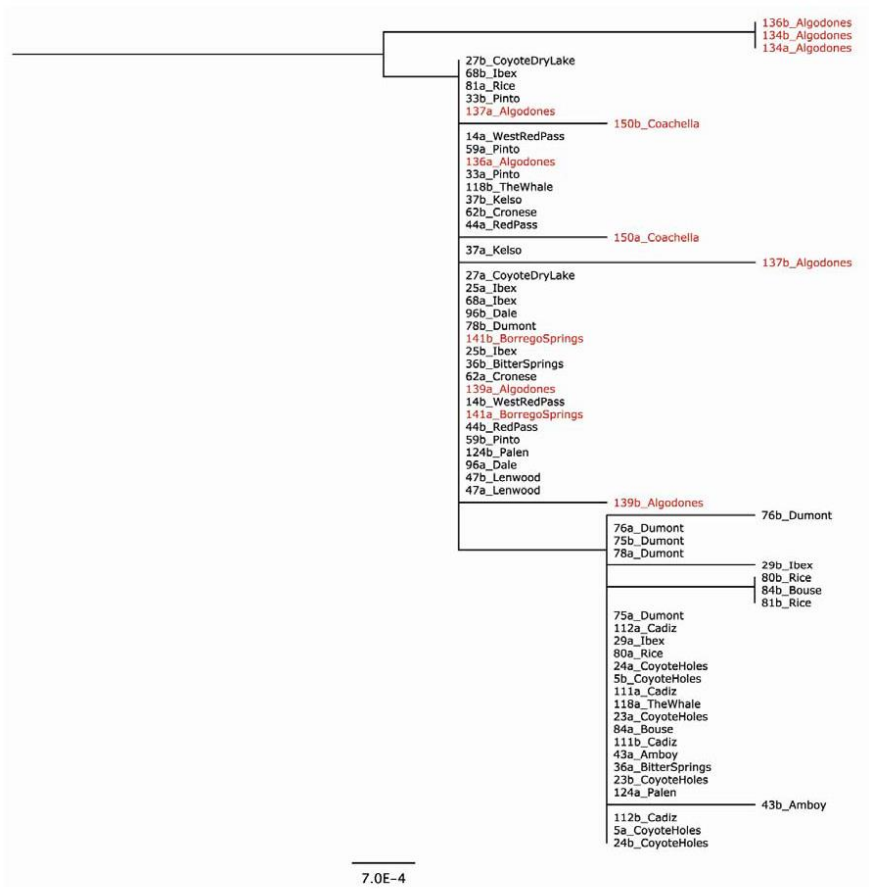 136b_Algodones
134b_Algodones
134a_Algodones
27b_CoyoteDryLake
68b_Ibex
81a_Rice
33b_Pinto
137a_Algodones
150b_Coachella
14a_WestRedPass
59a_Pinto
136a_Algodones
33a_Pinto
118b_TheWhale
37b_Kelso
62b_Cronese
44a_RedPass
150a_Coachella
37a_Kelso
137b_Algodones
27a_CoyoteDryLake
25a_Ibex
68a_Ibex
96b_Dale
78b_Dumont
141b_BorregoSprings
25b_Ibex
36b_BitterSprings
62a_Cronese
139a_Algodones
14b_WestRedPass
141a_BorregoSprings
44b_RedPass
59b_Pinto
124b_Palen
96a_Dale
47b_Lenwood
47a_Lenwood
139b_Algodones
76b_Dumont
76a_Dumont
75b_Dumont
78a_Dumont
29b_Ibex
80b_Rice
84b_Bouse
81b_Rice
75a_Dumont
112a_Cadiz
29a_Ibex
80a_Rice
24a_CoyoteHoles
5b_CoyoteHoles
111a_Cadiz
118a_TheWhale
23a_CoyoteHoles
84a_Bouse
111b_Cadiz
43a_Amboy
36a_BitterSprings
23b_CoyoteHoles
124a_Palen
43b_Amboy
112b_Cadiz
5a_CoyoteHoles
24b_CoyoteHoles
7.0E-4